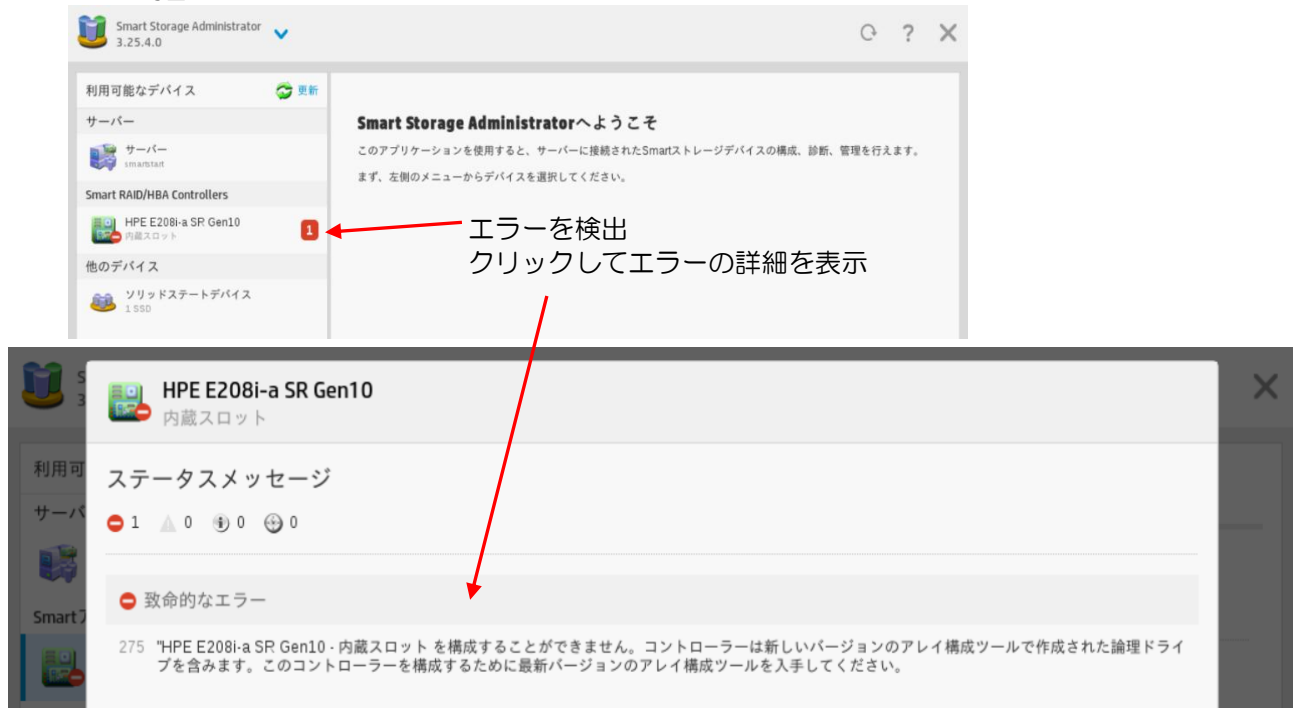 Smart Storage Administrator
3.25.4.0
利用可能なデバイス
更新
サーバー
サーバー
smartstart
Smart RAID/HBA Controllers
HPE E208i-a SR Gen10
内蔵スロット
1
他のデバイス
ソリッドステートデバイス
1 SSD
Smart Storage Administratorへようこそ
このアプリケーションを使用すると、サーバーに接続されたSmartストレージデバイスの構成、診断、管理を行えます。
まず、左側のメニューからデバイスを選択してください。
エラーを検出
クリックしてエラーの詳細を表示
S
3
利用可
サーバ
Smartア
HPE E208i-a SR Gen10
内蔵スロット
ステータスメッセージ
1 0 0 0
致命的なエラー
275 "HPE E208i-a SR Gen10 - 内蔵スロット を構成することができません。コントローラーは新しいバージョンのアレイ構成ツールで作成された論理ドライ
ブを含みます。このコントローラーを構成するために最新バージョンのアレイ構成ツールを入手してください。